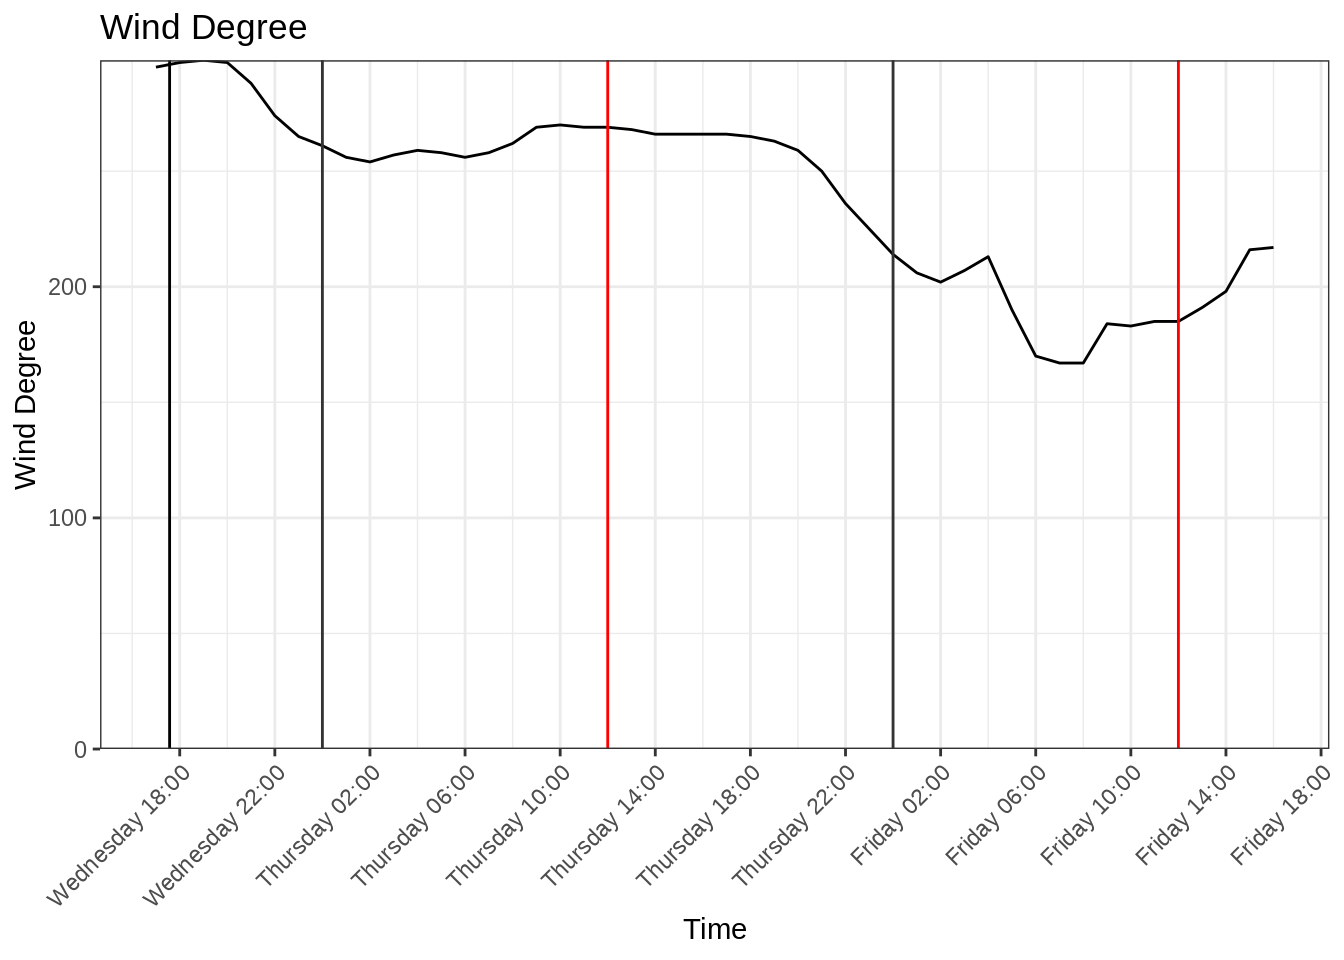 Wind Degree
Wind Degree
200
100
0
Wednesday 18:00
Wednesday 22:00
Thursday 02:00
Thursday 06:00
Thursday 10:00
Thursday 14:00
Thursday 18:00
Thursday 22:00
Friday 02:00
Friday 06:00
Friday 10:00
Friday 14:00
Friday 18:00
Time